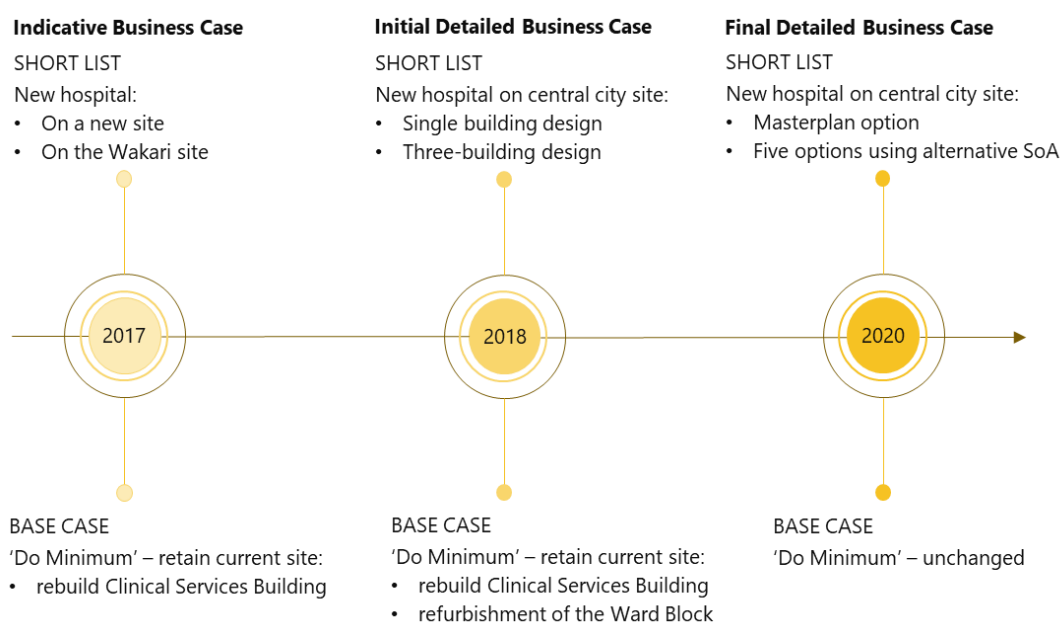 Indicative Business Case
SHORT LIST
New hospital:
• On a new site
• On the Wakari site
Initial Detailed Business Case
SHORT LIST
New hospital on central city site:
• Single building design
• Three-building design
Final Detailed Business Case
SHORT LIST
New hospital on central city site:
• Masterplan option
• Five options using alternative SoA
2017
2018
2020
BASE CASE
‘Do Minimum’ – retain current site:
• rebuild Clinical Services Building
BASE CASE
‘Do Minimum’ – retain current site:
• rebuild Clinical Services Building
• refurbishment of the Ward Block
BASE CASE
‘Do Minimum’ – unchanged